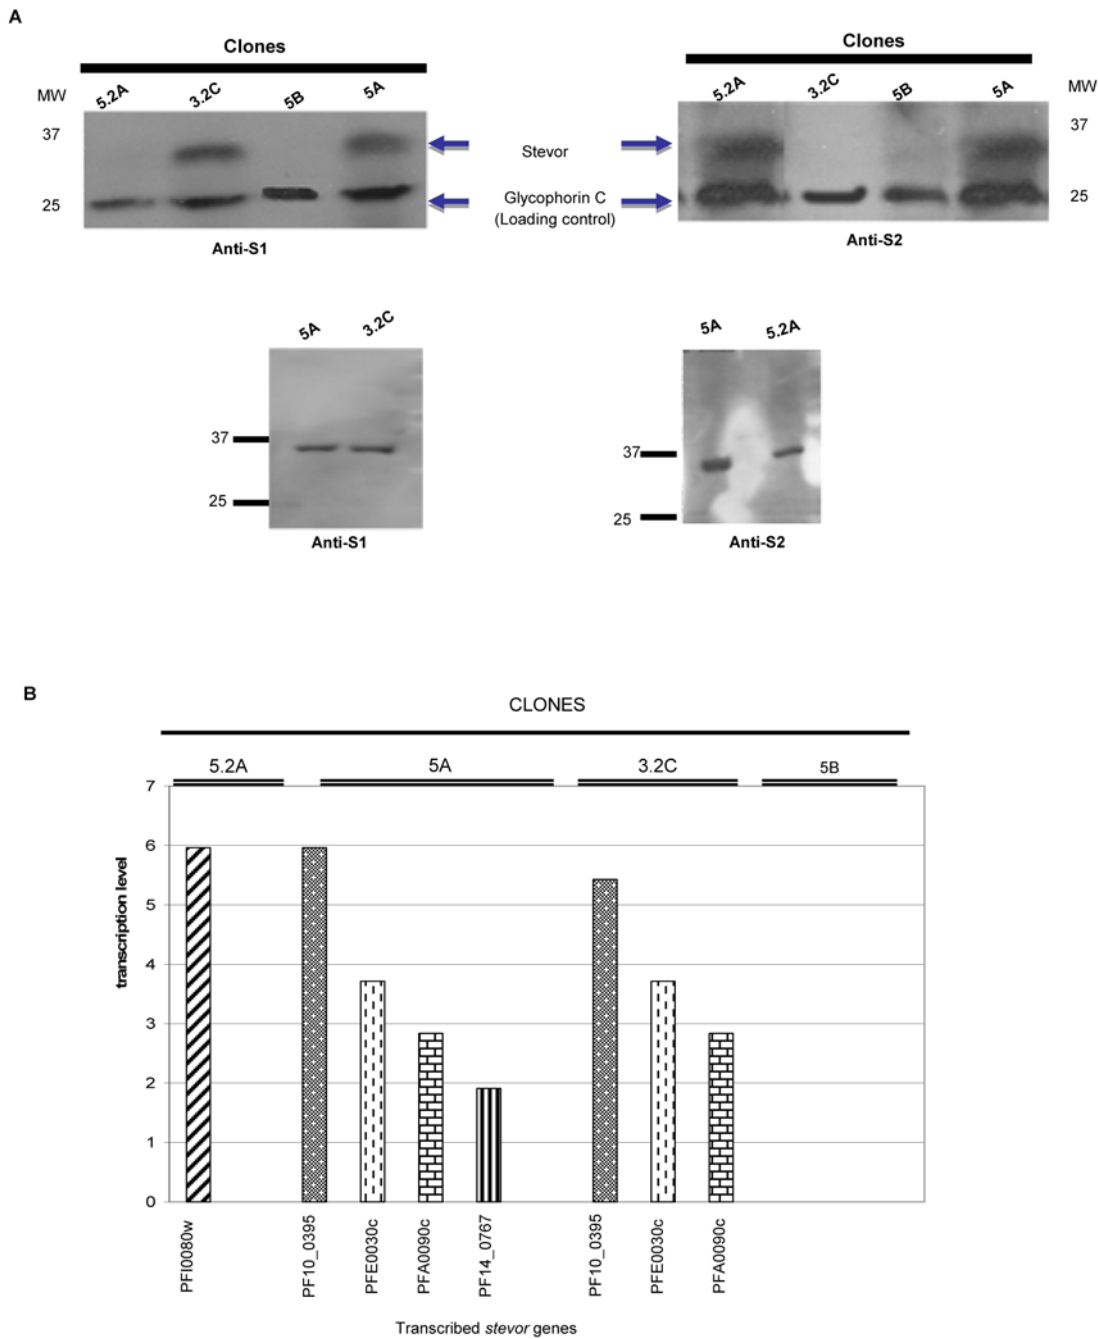 A
Clones
Clones
MW
5.2A
3.2C
5B
5A
5.2A
3.2C
5B
5A
MW
37
37
Stevor
25
Glycophorin C
(Loading control)
25
Anti-S1
Anti-S2
5A
3.2C
5A
5.2A
37
25
37
25
Anti-S1
Anti-S2
B
CLONES
5.2A
5A
3.2C
5B
7
6
5
4
3
2
1
0
transcription level
PFI0080w
PF10_0395
PFE0030c
PFA0090c
PF14_0767
PF10_0395
PFE0030c
PFA0090c
Transcribed stevor genes